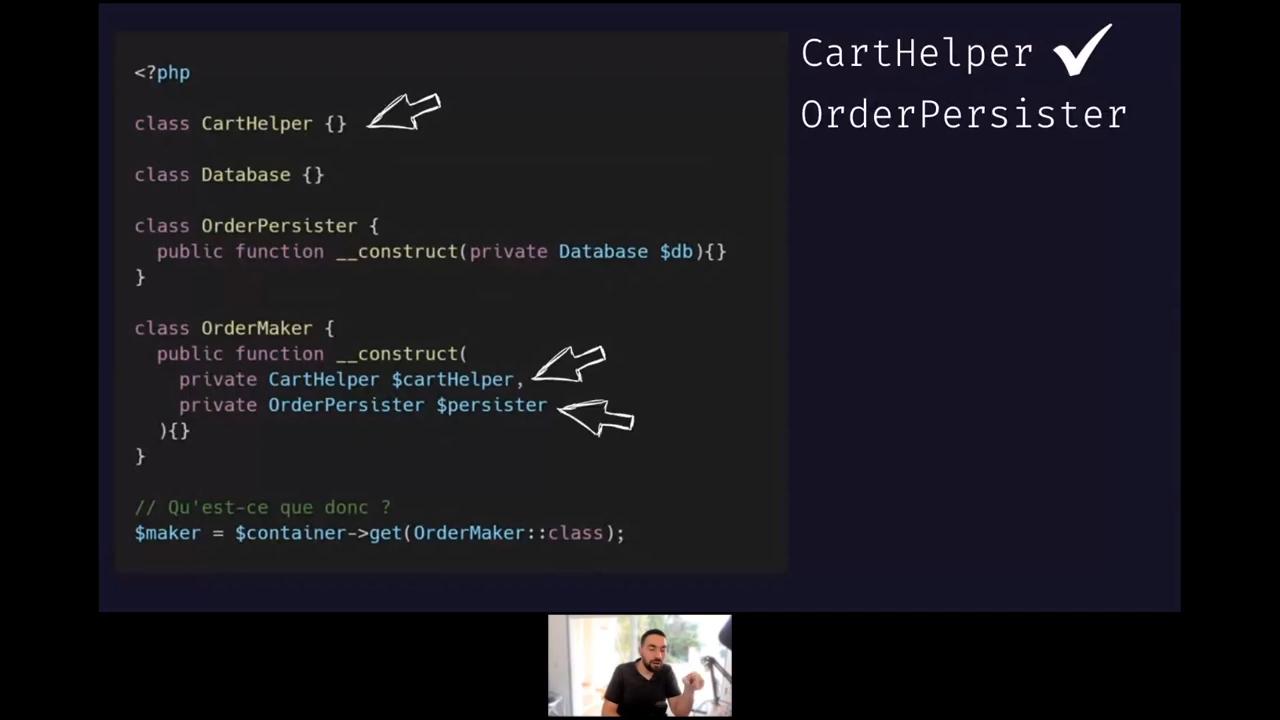 <?php
class CartHelper {}
class Database {}
class OrderPersister {
public function __construct(private Database $db){}
}
class OrderMaker {
public function __construct(
private CartHelper $cartHelper,
private OrderPersister $persister
){}
}
// Qu'est-ce que donc ?
$maker = $container->get(OrderMaker::class);
CartHelper
OrderPersister